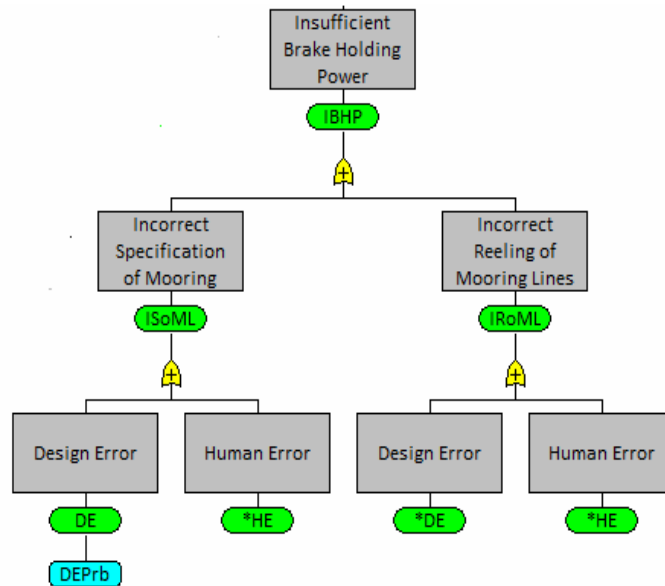 Insufficient
Brake Holding
Power
IBHP
+
Incorrect
Specification
of Mooring
Incorrect
Reeling of
Mooring Lines
ISoML
IRoML
+
+
Design Error
Human Error
Design Error
Human Error
DE
*HE
*DE
*HE
DEPrb